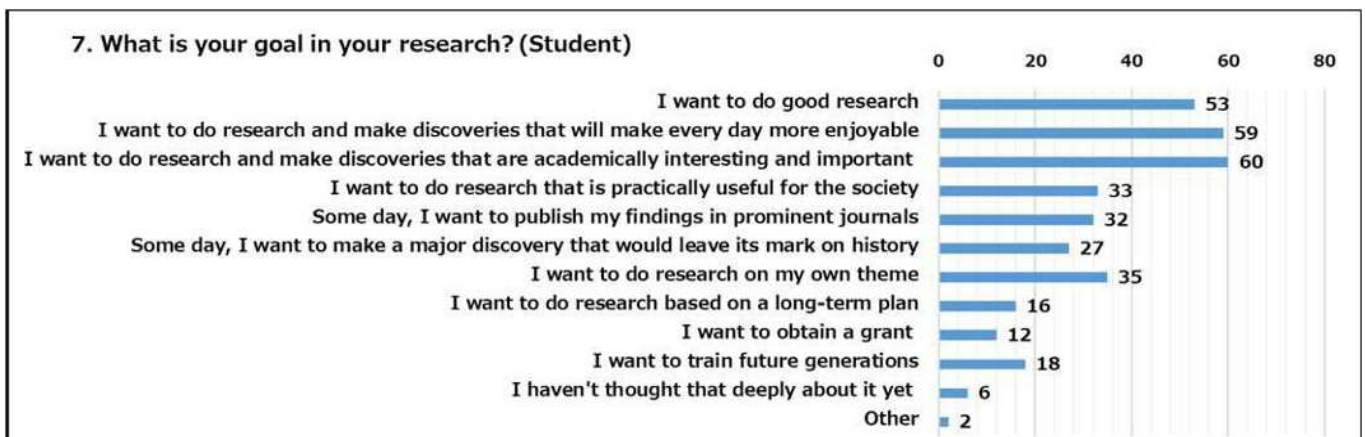 7. What is your goal in your research? (Student)
0 20 40 60 80
I want to do good research 53
I want to do research and make discoveries that will make every day more enjoyable 59
I want to do research and make discoveries that are academically interesting and important 60
I want to do research that is practically useful for the society 33
Some day, I want to publish my findings in prominent journals 32
Some day, I want to make a major discovery that would leave its mark on history 27
I want to do research on my own theme 35
I want to do research based on a long-term plan 16
I want to obtain a grant 12
I want to train future generations 18
I haven't thought that deeply about it yet 6
Other 2